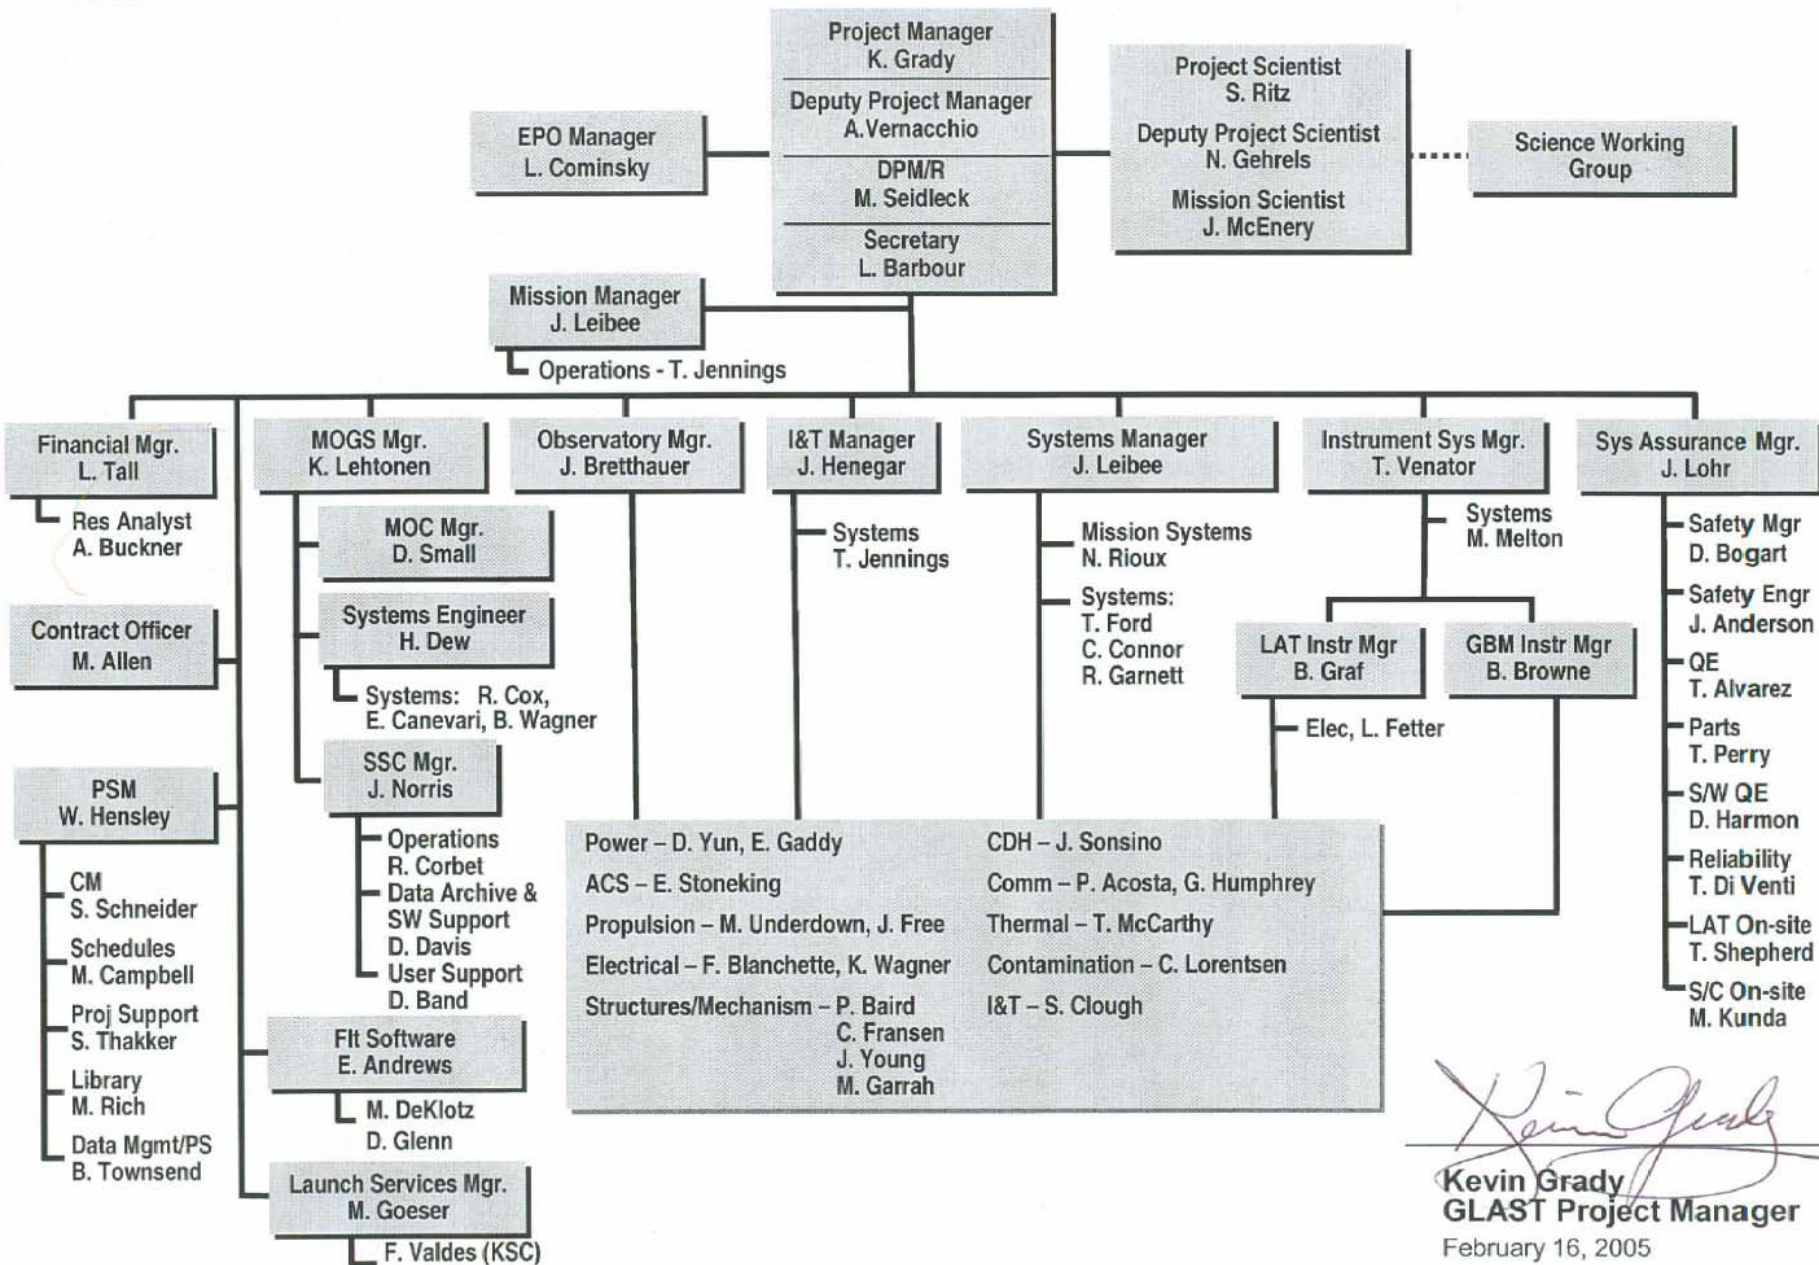 Project Manager
K. Grady
Deputy Project Manager
A.Vernacchio
DPM/R
M. Seidleck
Secretary
L. Barbour
EPO Manager
L. Cominsky
Project Scientist
S. Ritz
Deputy Project Scientist
N. Gehrels
Mission Scientist
J. McEnery
Science Working
Group
Mission Manager
J. Leibee
Operations - T. Jennings
Financial Mgr.
L. Tall
Res Analyst
A. Buckner
Contract Officer
M. Allen
PSM
W. Hensley
CM
S. Schneider
Schedules
M. Campbell
Proj Support
S. Thakker
Library
M. Rich
Data Mgmt/PS
B. Townsend
MOGS Mgr.
K. Lehtonen
MOC Mgr.
D. Small
Systems Engineer
H. Dew
Systems: R. Cox,
E. Canevari, B. Wagner
SSC Mgr.
J. Norris
Operations
R. Corbet
Data Archive &
SW Support
D. Davis
User Support
D. Band
Flt Software
E. Andrews
M. DeKlotz
D. Glenn
Launch Services Mgr.
M. Goeser
F. Valdes (KSC)
Observatory Mgr.
J. Bretthauer
I&T Manager
J. Henegar
Systems
T. Jennings
Systems Manager
J. Leibee
Mission Systems
N. Rioux
Systems:
T. Ford
C. Connor
R. Garnett
Instrument Sys Mgr.
T. Venator
Systems
M. Melton
LAT Instr Mgr
B. Graf
Elec, L. Fetter
GBM Instr Mgr
B. Browne
Power – D. Yun, E. Gaddy
ACS – E. Stoneking
Propulsion – M. Underdown, J. Free
Electrical – F. Blanchette, K. Wagner
Structures/Mechanism – P. Baird
C. Fransen
J. Young
M. Garrah
CDH – J. Sonsino
Comm – P. Acosta, G. Humphrey
Thermal – T. McCarthy
Contamination – C. Lorentsen
I&T – S. Clough
Sys Assurance Mgr.
J. Lohr
Safety Mgr
D. Bogart
Safety Engr
J. Anderson
QE
T. Alvarez
Parts
T. Perry
S/W QE
D. Harmon
Reliability
T. Di Venti
LAT On-site
T. Shepherd
S/C On-site
M. Kunda
Kevin Grady
Kevin Grady
GLAST Project Manager
February 16, 2005